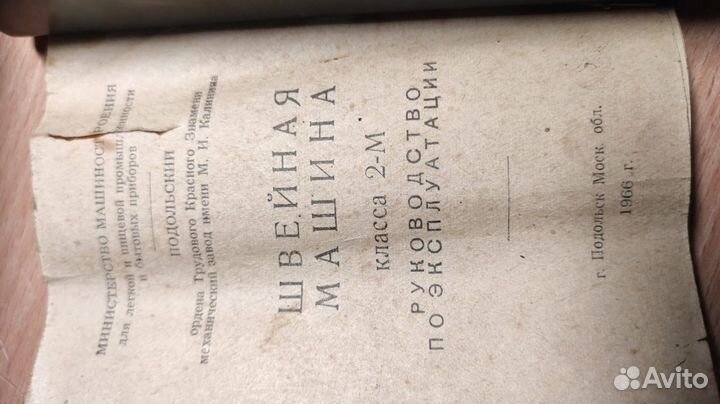 МИНИСТЕРСТВО МАШИНОСТРОЕНИЯ
для легкой и пищевой промышленности
и бытовых приборов
ПОДОЛЬСКИЙ
ордена Трудового Красного Знамени
механический завод имени М. И. Калинина
ШВЕЙНАЯ
МАШИНА
класса 2-М
РУКОВОДСТВО
ПО ЭКСПЛУАТАЦИИ
г. Подольск Моск. обл.
1966 г.
Avito